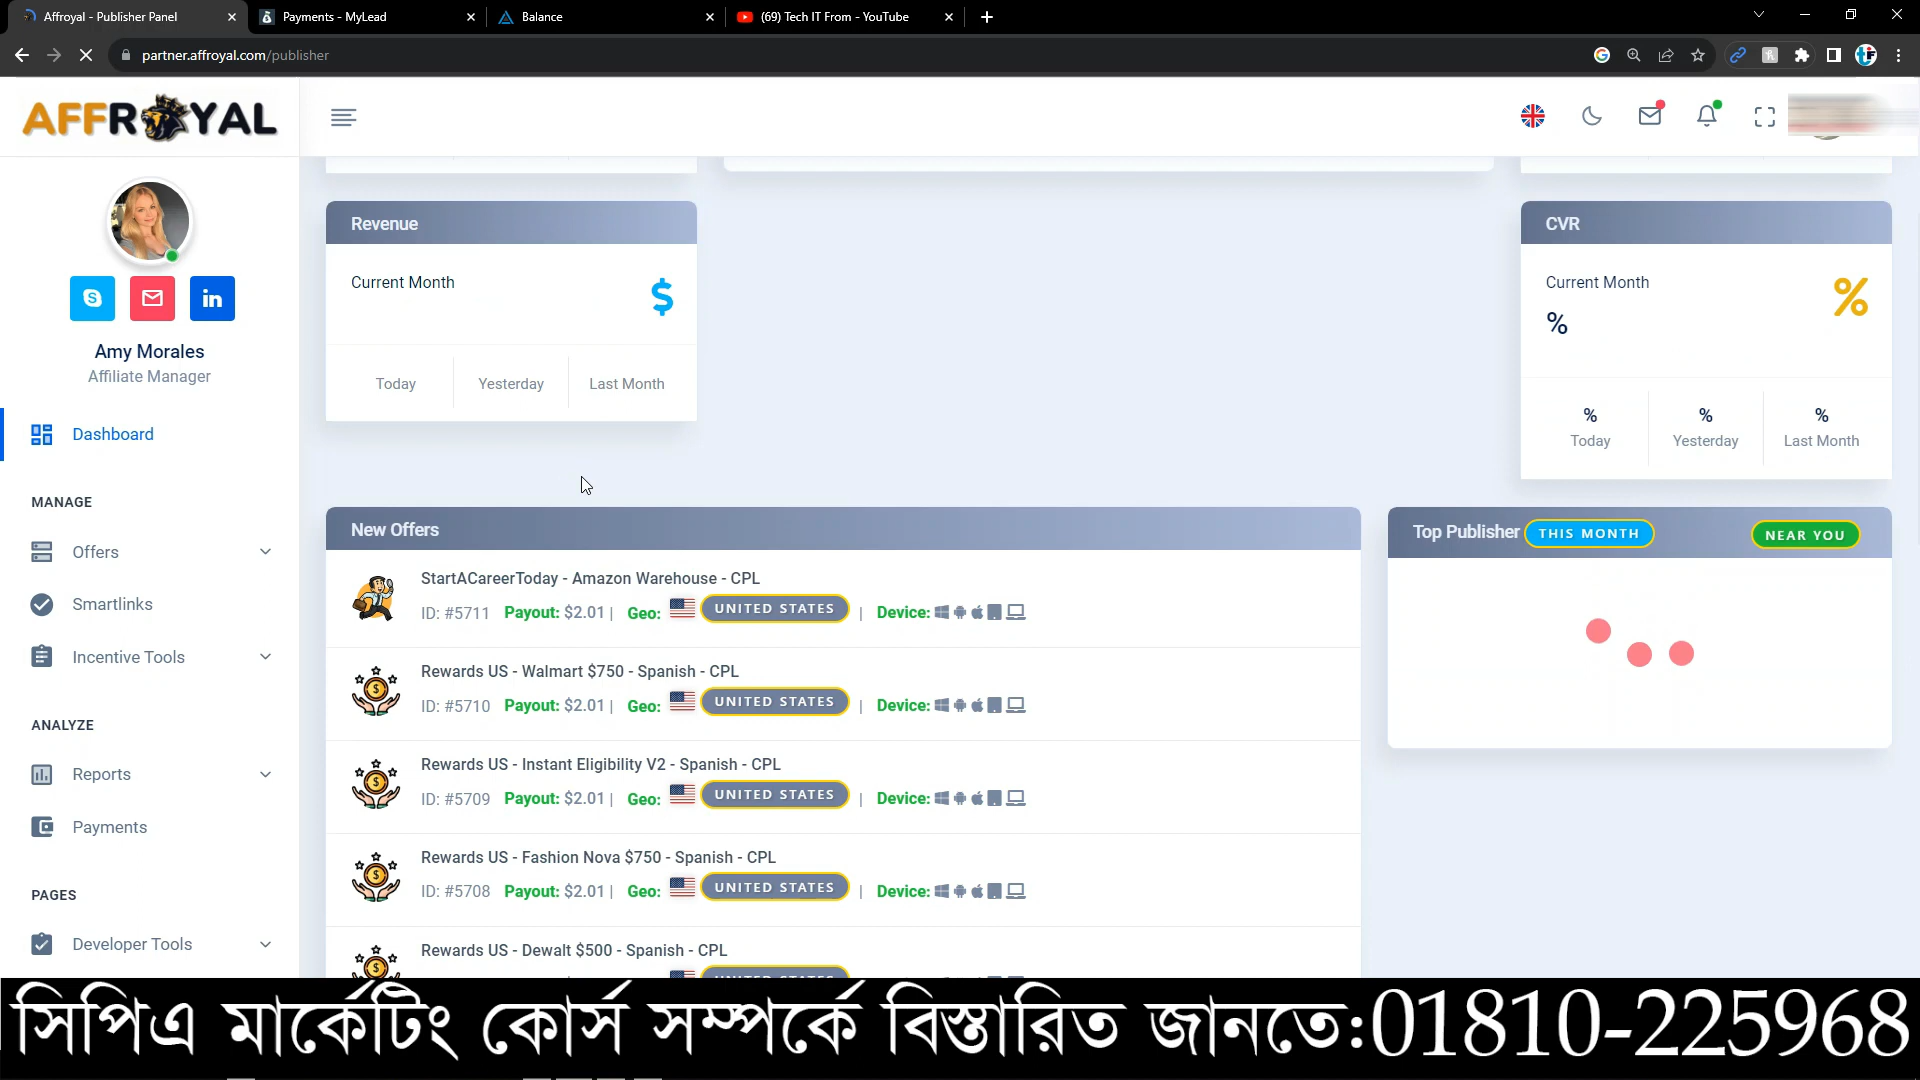 Affroyal - Publisher Panel
Payments - MyLead
Balance
(69) Tech IT From - YouTube
partner.affroyal.com/publisher
AFFROYAL
Amy Morales
Affiliate Manager
Dashboard
MANAGE
Offers
Smartlinks
Incentive Tools
ANALYZE
Reports
Payments
PAGES
Developer Tools
Revenue
Current Month
$
Today
Yesterday
Last Month
CVR
Current Month
%
%
%
%
%
Today
Yesterday
Last Month
New Offers
StartACareerToday - Amazon Warehouse - CPL
ID: #5711 Payout: $2.01 | Geo: UNITED STATES | Device:
Rewards US - Walmart $750 - Spanish - CPL
ID: #5710 Payout: $2.01 | Geo: UNITED STATES | Device:
Rewards US - Instant Eligibility V2 - Spanish - CPL
ID: #5709 Payout: $2.01 | Geo: UNITED STATES | Device:
Rewards US - Fashion Nova $750 - Spanish - CPL
ID: #5708 Payout: $2.01 | Geo: UNITED STATES | Device:
Rewards US - Dewalt $500 - Spanish - CPL
Top Publisher THIS MONTH NEAR YOU
সিপিএ মার্কেটিং কোর্স সম্পর্কে বিস্তারিত জানতে:01810-225968